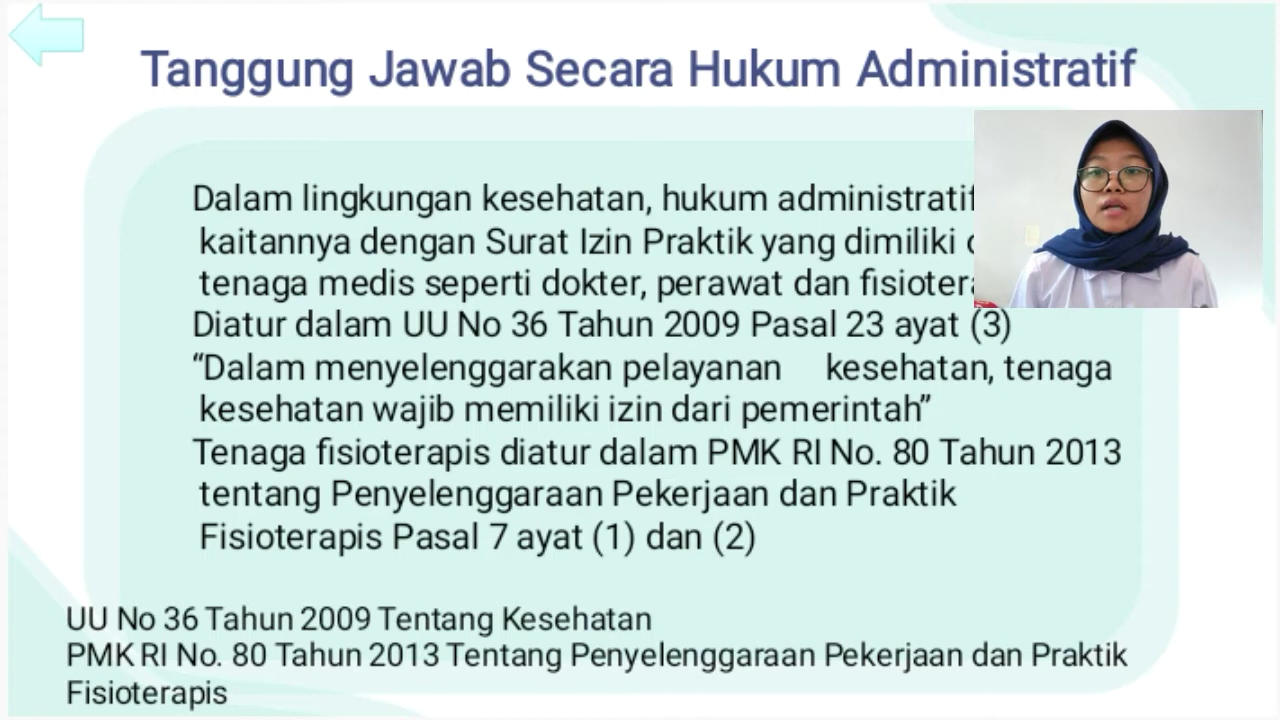 Tanggung Jawab Secara Hukum Administratif
Dalam lingkungan kesehatan, hukum administratif
kaitannya dengan Surat Izin Praktik yang dimiliki
tenaga medis seperti dokter, perawat dan
Diatur dalam UU No 36 Tahun 2009 Pasal 23 ayat (3)
“Dalam menyelenggarakan pelayanan kesehatan, tenaga
kesehatan wajib memiliki izin dari pemerintah”
Tenaga fisioterapis diatur dalam PMK RI No. 80 Tahun 2013
tentang Penyelenggaraan Pekerjaan dan Praktik
Fisioterapis Pasal 7 ayat (1) dan (2)
UU No 36 Tahun 2009 Tentang Kesehatan
PMK RI No. 80 Tahun 2013 Tentang Penyelenggaraan Pekerjaan dan Praktik
Fisioterapis